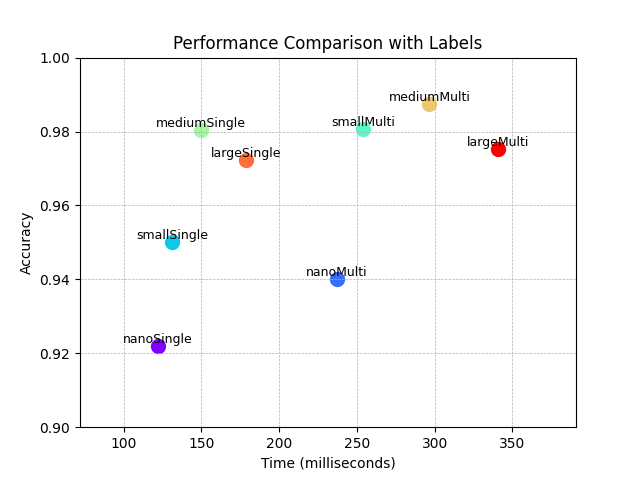 Performance Comparison with Labels
1.00
0.98
0.96
0.94
0.92
0.90
Accuracy
mediumMulti
mediumSingle
smallMulti
largeMulti
largeSingle
smallSingle
nanoMulti
nanoSingle
100 150 200 250 300 350
Time (milliseconds)